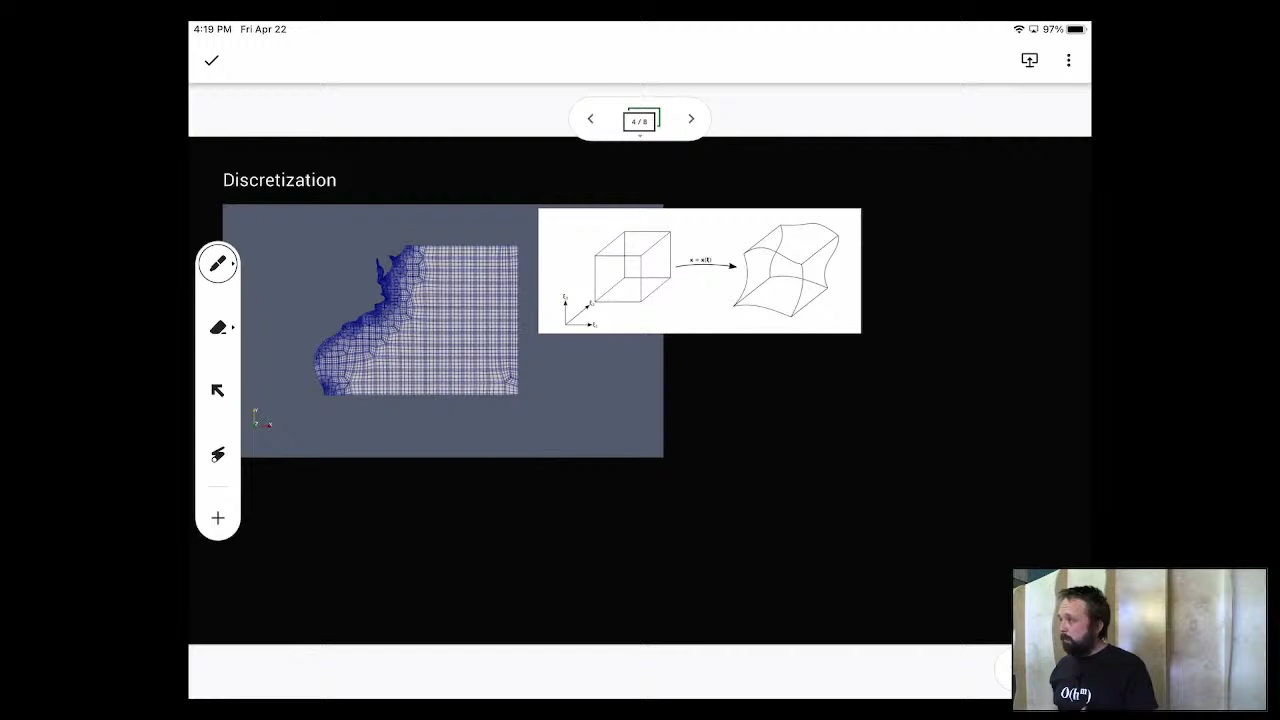 4:19 PM Fri Apr 22
97%
4 / 8
Discretization
x = x(ξ)
O(hᵐ)